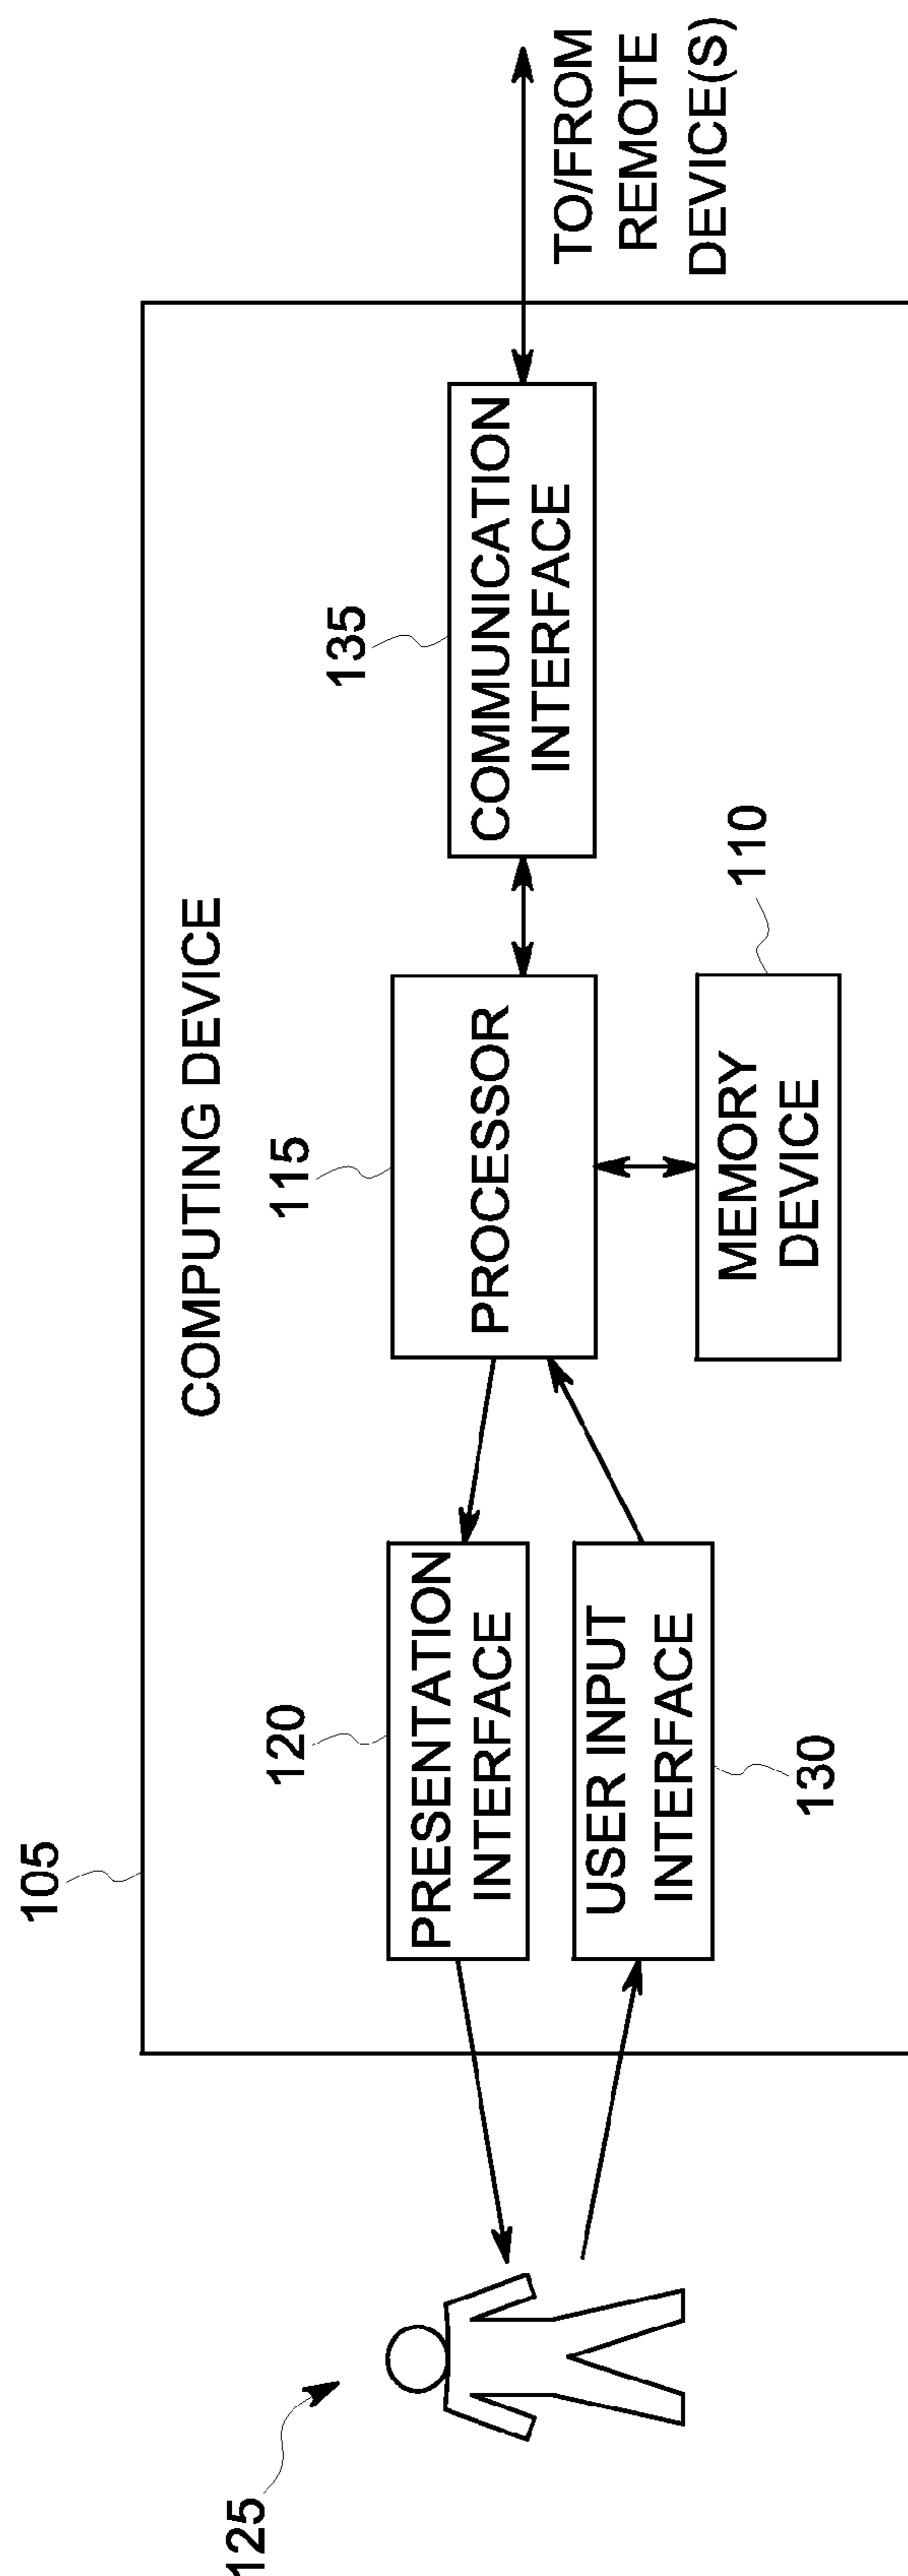 105
COMPUTING DEVICE
125
120
115
135
PRESENTATION
INTERFACE
PROCESSOR
COMMUNICATION
INTERFACE
TO/FROM
REMOTE
DEVICE(S)
USER INPUT
INTERFACE
130
MEMORY
DEVICE
110